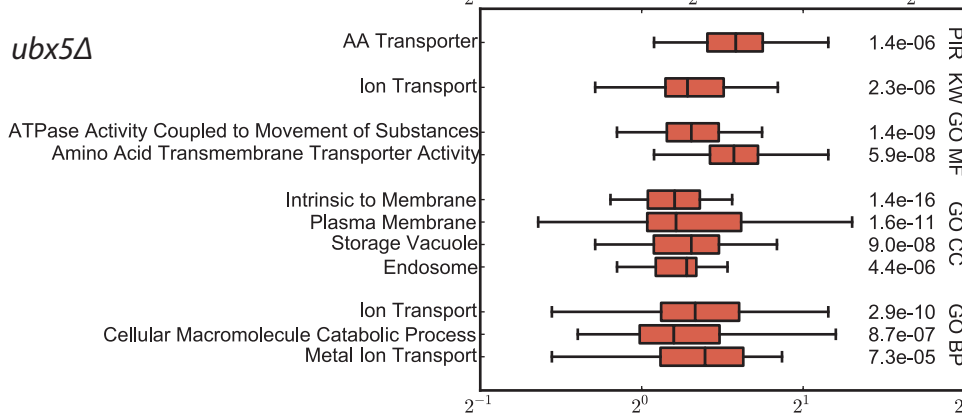 2 2 2
ubx5Δ
AA Transporter 1.4e-06 PIR
Ion Transport 2.3e-06 KW
ATPase Activity Coupled to Movement of Substances 1.4e-09 GO MF
Amino Acid Transmembrane Transporter Activity 5.9e-08
Intrinsic to Membrane 1.4e-16 GO CC
Plasma Membrane 1.6e-11
Storage Vacuole 9.0e-08
Endosome 4.4e-06
Ion Transport 2.9e-10 GO BP
Cellular Macromolecule Catabolic Process 8.7e-07
Metal Ion Transport 7.3e-05
2⁻¹ 2⁰ 2¹ 2